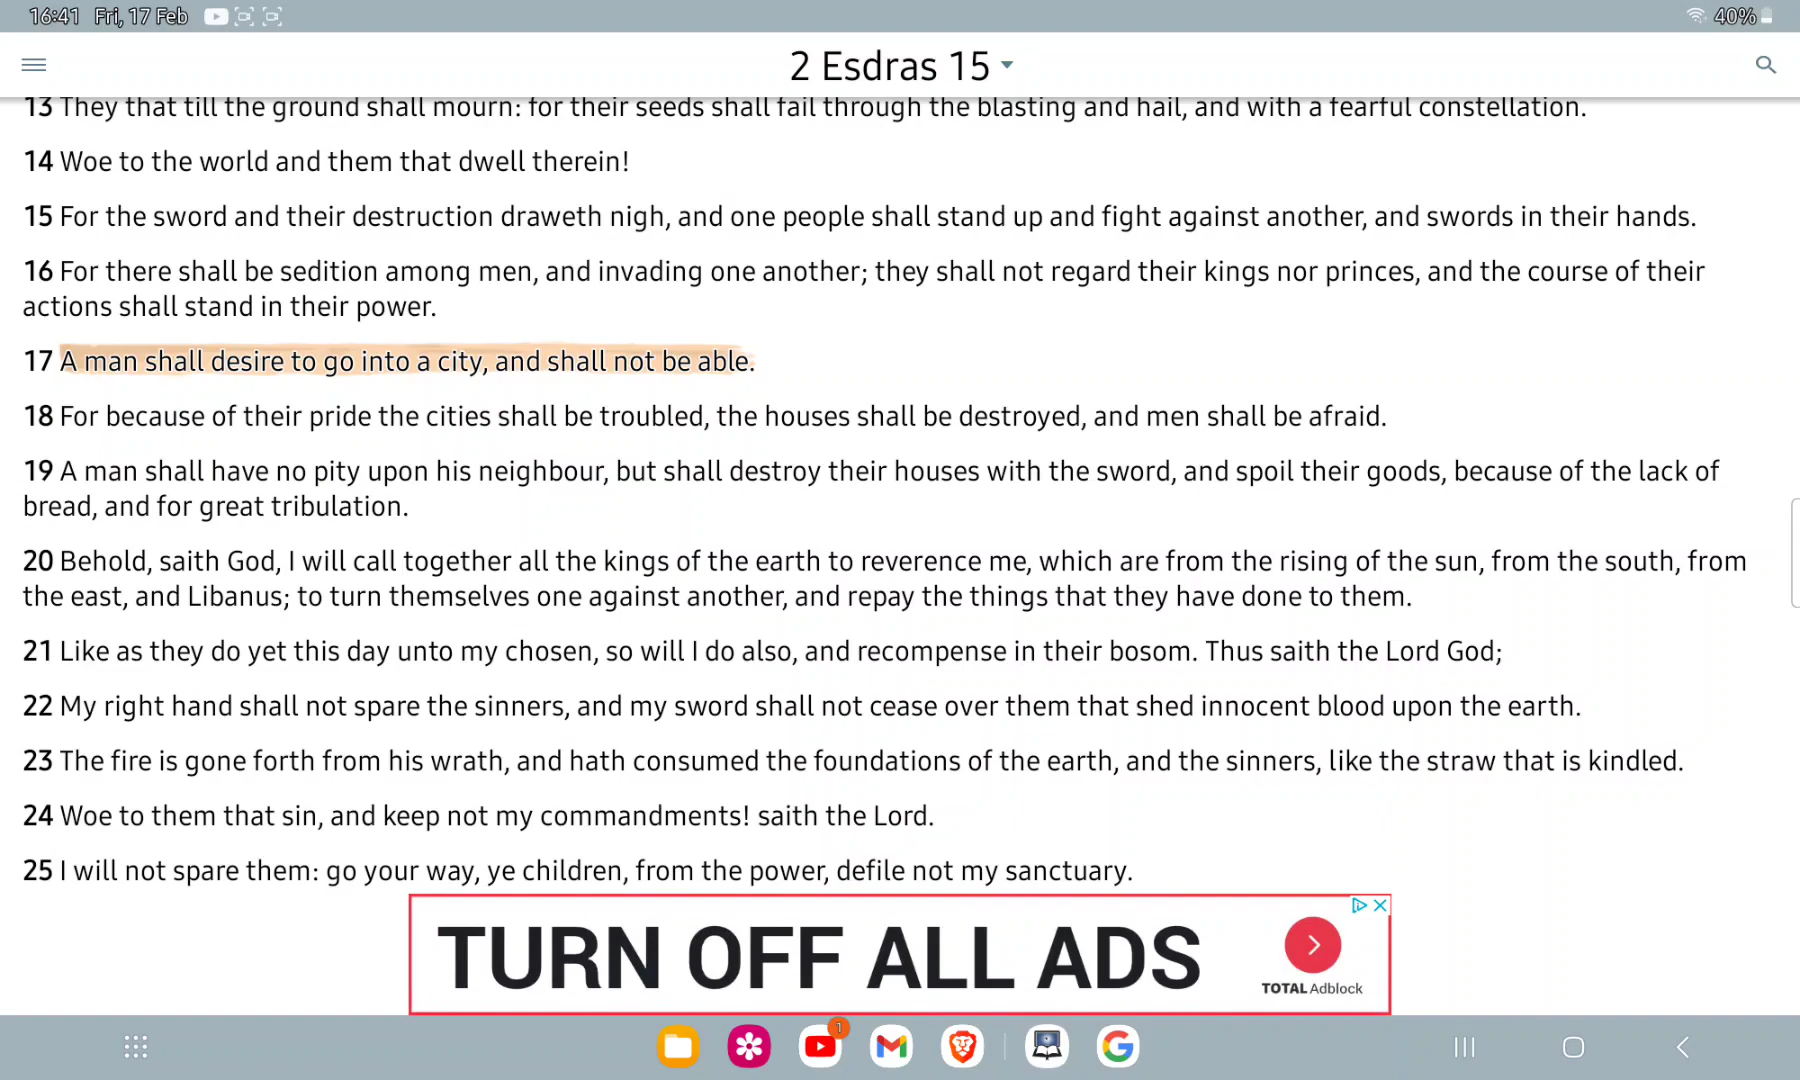 16:41 Fri, 17 Feb
40%
2 Esdras 15
13 They that till the ground shall mourn: for their seeds shall fail through the blasting and hail, and with a fearful constellation.
14 Woe to the world and them that dwell therein!
15 For the sword and their destruction draweth nigh, and one people shall stand up and fight against another, and swords in their hands.
16 For there shall be sedition among men, and invading one another; they shall not regard their kings nor princes, and the course of their
actions shall stand in their power.
17 A man shall desire to go into a city, and shall not be able.
18 For because of their pride the cities shall be troubled, the houses shall be destroyed, and men shall be afraid.
19 A man shall have no pity upon his neighbour, but shall destroy their houses with the sword, and spoil their goods, because of the lack of
bread, and for great tribulation.
20 Behold, saith God, I will call together all the kings of the earth to reverence me, which are from the rising of the sun, from the south, from
the east, and Libanus; to turn themselves one against another, and repay the things that they have done to them.
21 Like as they do yet this day unto my chosen, so will I do also, and recompense in their bosom. Thus saith the Lord God;
22 My right hand shall not spare the sinners, and my sword shall not cease over them that shed innocent blood upon the earth.
23 The fire is gone forth from his wrath, and hath consumed the foundations of the earth, and the sinners, like the straw that is kindled.
24 Woe to them that sin, and keep not my commandments! saith the Lord.
25 I will not spare them: go your way, ye children, from the power, defile not my sanctuary.
TURN OFF ALL ADS
TOTAL Adblock
1